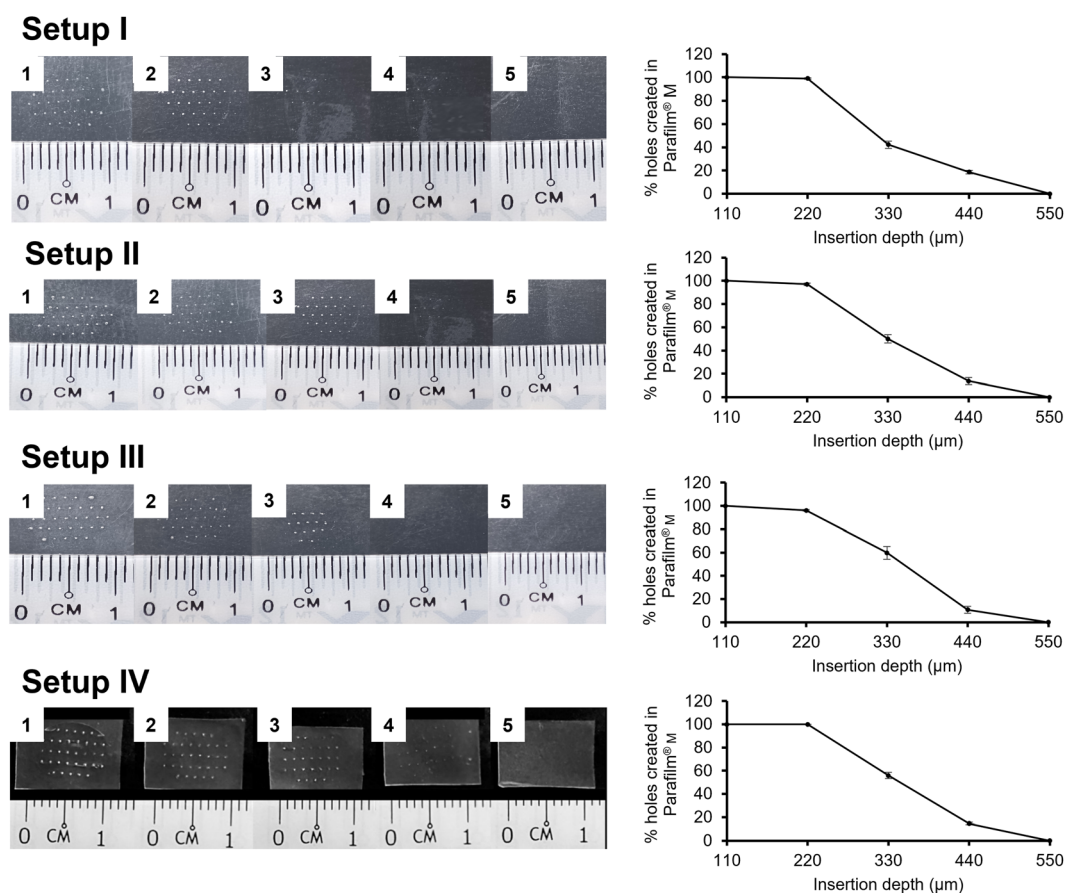 Setup I
1 2 3 4 5
0 CM 1 0 CM 1 0 CM 1 0 CM 1 0 CM 1
MT MT MT
120
100
80
60
40
20
0
110 220 330 440 550
% holes created in
Parafilm® M
Insertion depth (µm)
Setup II
1 2 3 4 5
0 CM 1 0 CM 1 0 CM 1 0 CM 1 0 CM 1
MT MT MT
120
100
80
60
40
20
0
110 220 330 440 550
% holes created in
Parafilm® M
Insertion depth (µm)
Setup III
1 2 3 4 5
0 CM 1 0 CM 1 0 CM 1 0 CM 1 0 CM 1
MT MT
120
100
80
60
40
20
0
110 220 330 440 550
% holes created in
Parafilm® M
Insertion depth (µm)
Setup IV
1 2 3 4 5
0 CM 1 0 CM 1 0 CM 1 0 CM 1 0 CM 1
120
100
80
60
40
20
0
110 220 330 440 550
% holes created in
Parafilm® M
Insertion depth (µm)